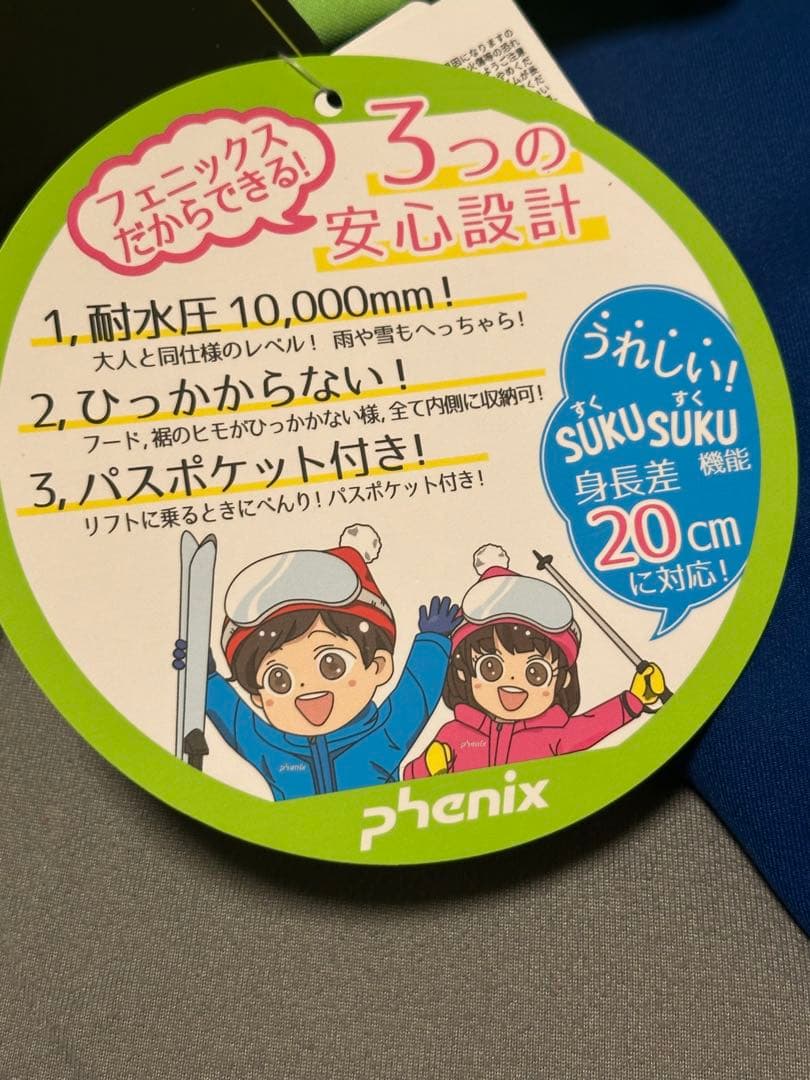 フェニックス
だからできる!
3つの
安心設計
1, 耐水圧 10,000mm!
大人と同仕様のレベル! 雨や雪もへっちゃら!
2, ひっかからない!
フード, 裾のヒモがひっかかない様, 全て内側に収納可!
3, パスポケット付き!
リフトに乗るときにべんり! パスポケット付き!
うれしい!
すく すく
SUKU SUKU
機能
身長差
20cm
に対応!
phenix
phenix
phenix